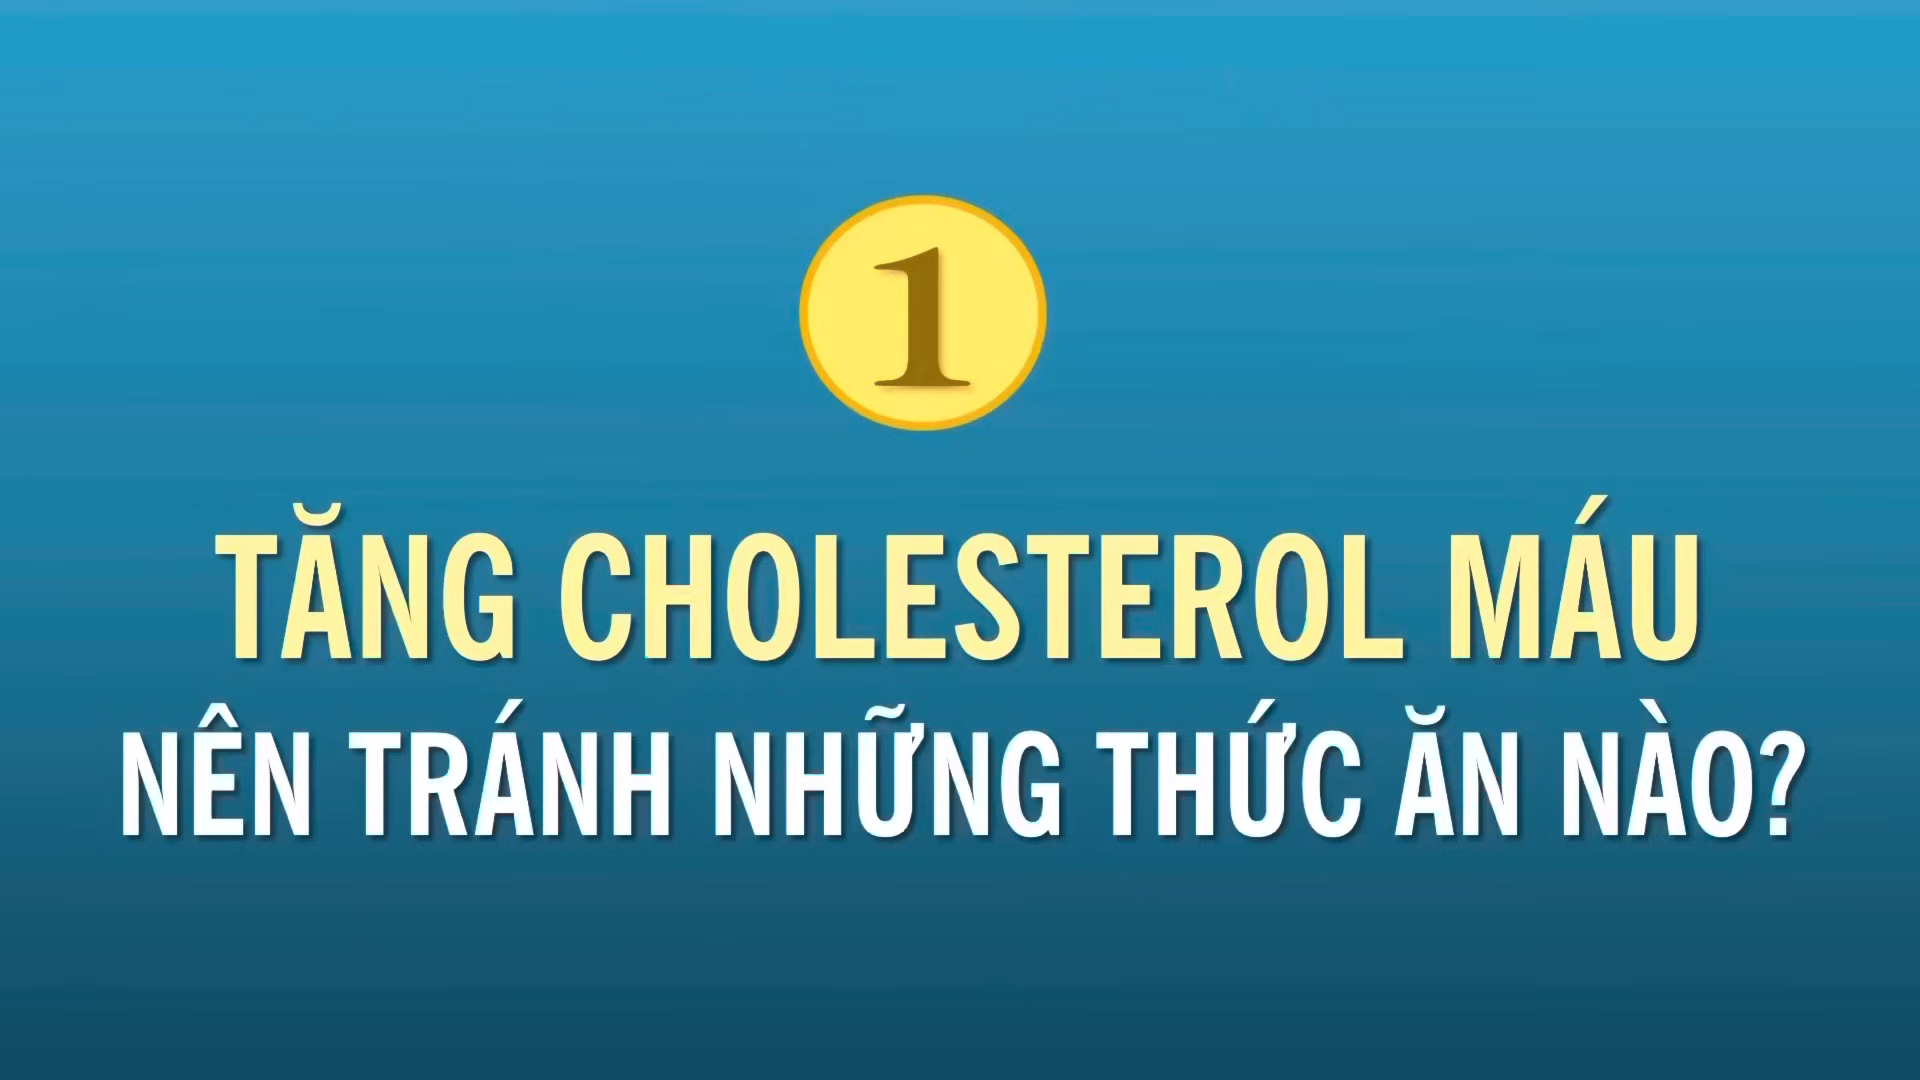 1
TĂNG CHOLESTEROL MÁU
NÊN TRÁNH NHỮNG THỨC ĂN NÀO?